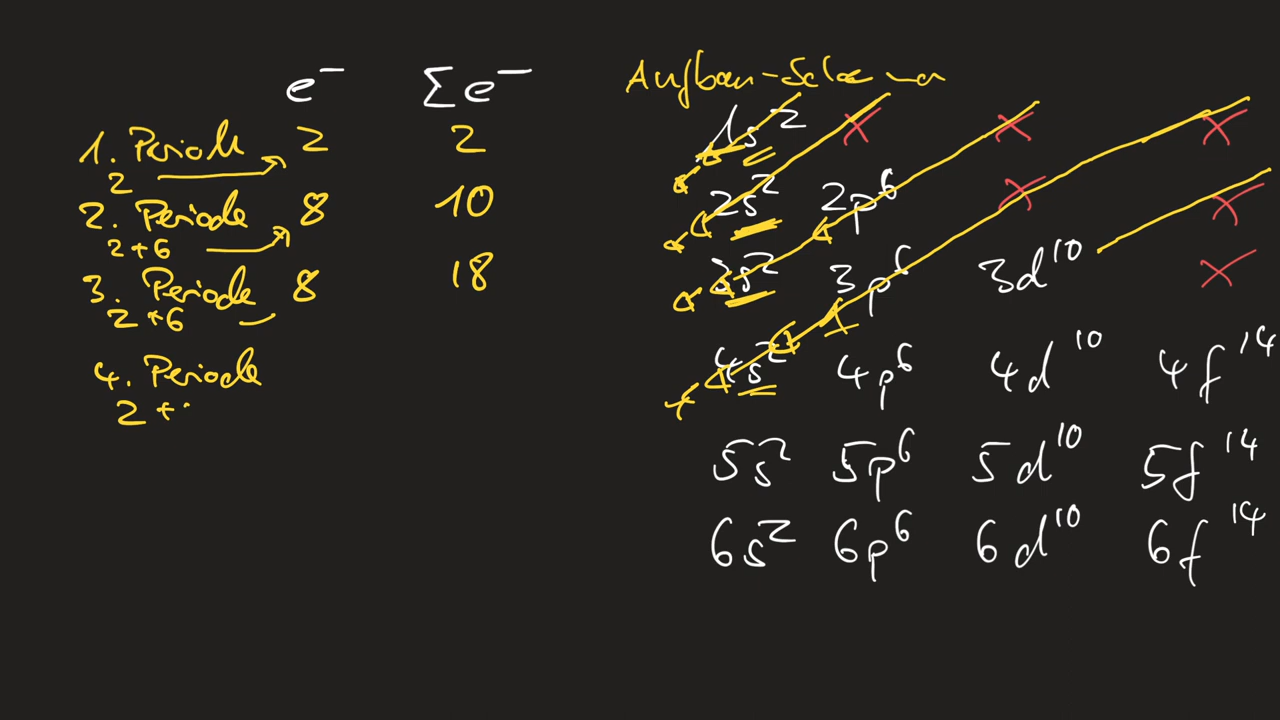 e⁻ Σe⁻ Aufbau-Schema
1. Periode 2 2
2
2. Periode 8 10
2+6
3. Periode 8 18
2+6
4. Periode
2+
1s² × × ×
2s² 2p⁶ × ×
3s² 3p⁶ 3d¹⁰ ×
4s² 4p⁶ 4d¹⁰ 4f¹⁴
5s² 5p⁶ 5d¹⁰ 5f¹⁴
6s² 6p⁶ 6d¹⁰ 6f¹⁴